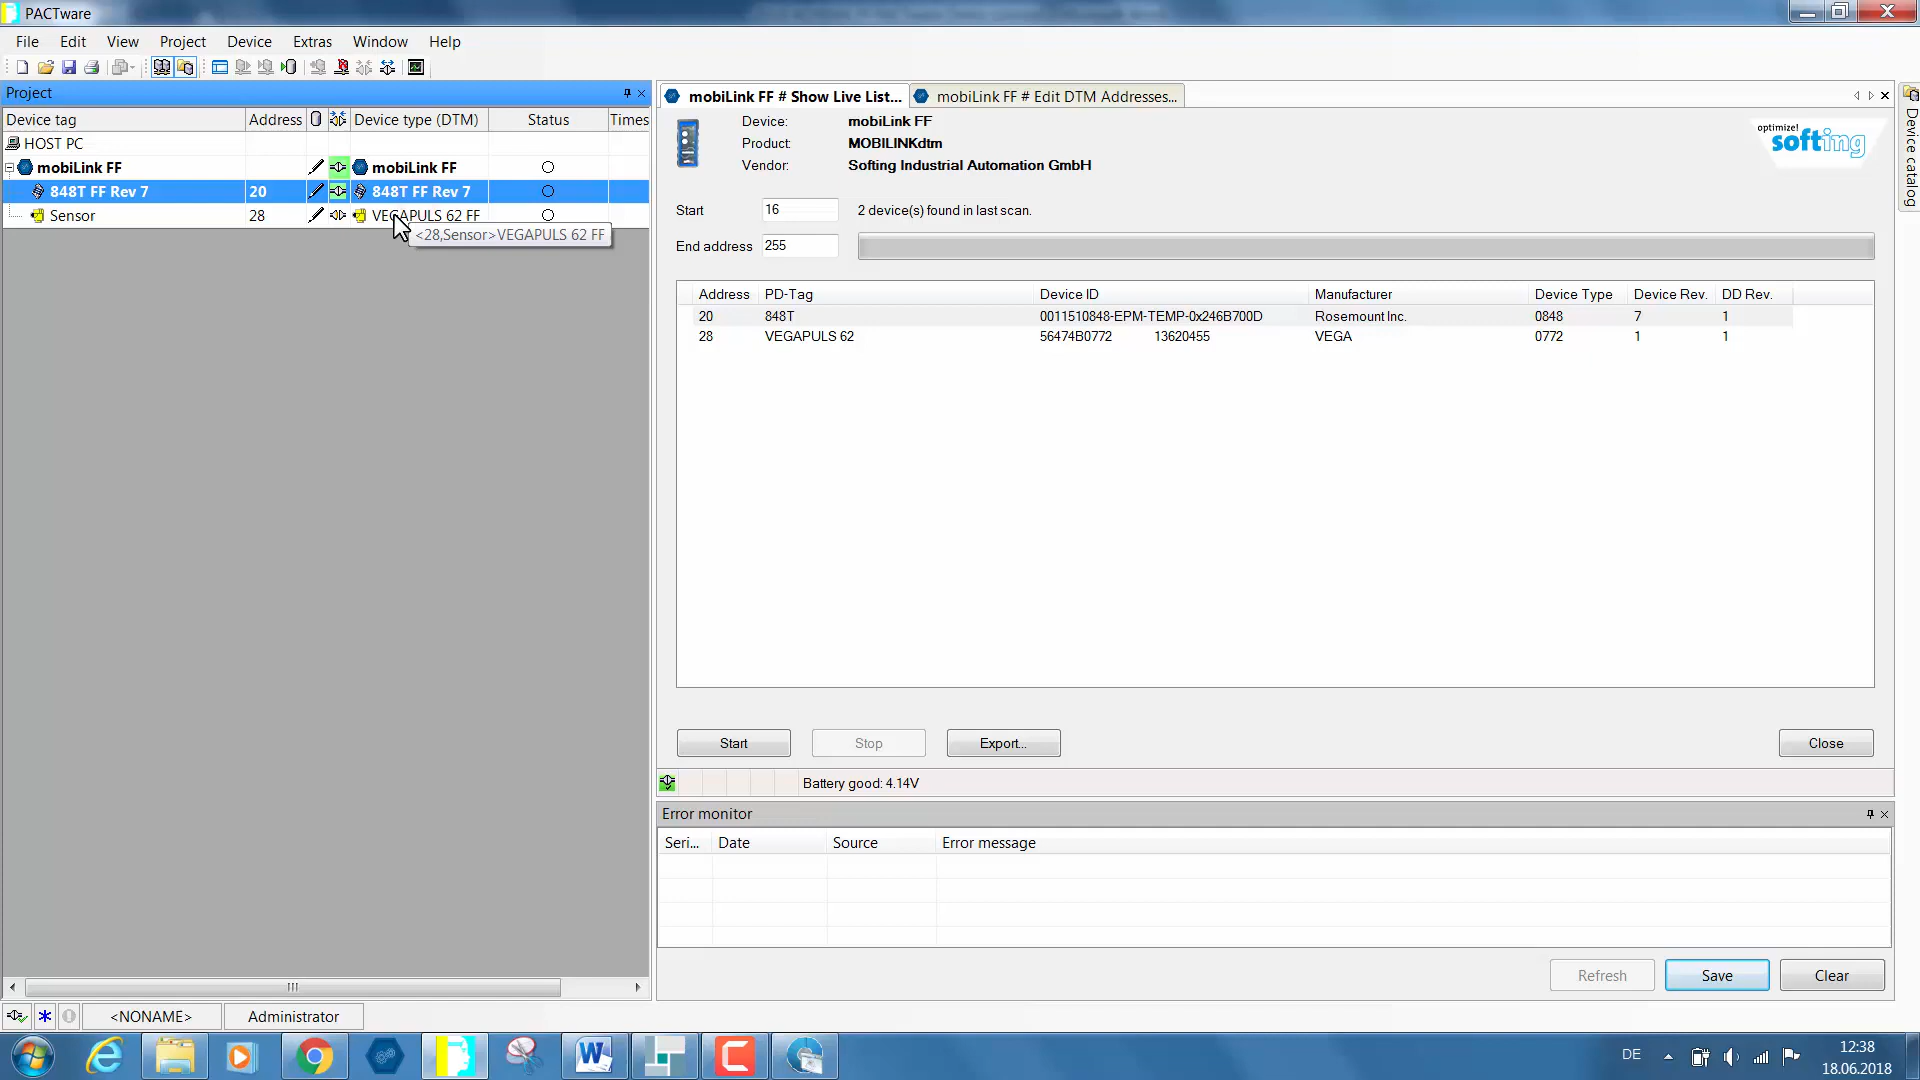 PACTware
File Edit View Project Device Extras Window Help
Project
Device tag Address Device type (DTM) Status Times
HOST PC
mobiLink FF mobiLink FF
848T FF Rev 7 20 848T FF Rev 7
Sensor 28 VEGAPULS 62 FF
<28,Sensor>VEGAPULS 62 FF
mobiLink FF # Show Live List... mobiLink FF # Edit DTM Addresses...
Device: mobiLink FF
Product: MOBILINKdtm
Vendor: Softing Industrial Automation GmbH
optimize!
softing
Start 16 2 device(s) found in last scan.
End address 255
Address PD-Tag Device ID Manufacturer Device Type Device Rev. DD Rev.
20 848T 0011510848-EPM-TEMP-0x246B700D Rosemount Inc. 0848 7 1
28 VEGAPULS 62 56474B0772 13620455 VEGA 0772 1 1
Start Stop Export... Close
Battery good: 4.14V
Error monitor
Seri... Date Source Error message
Refresh Save Clear
Device catalog
<NONAME> Administrator
DE 12:38
18.06.2018